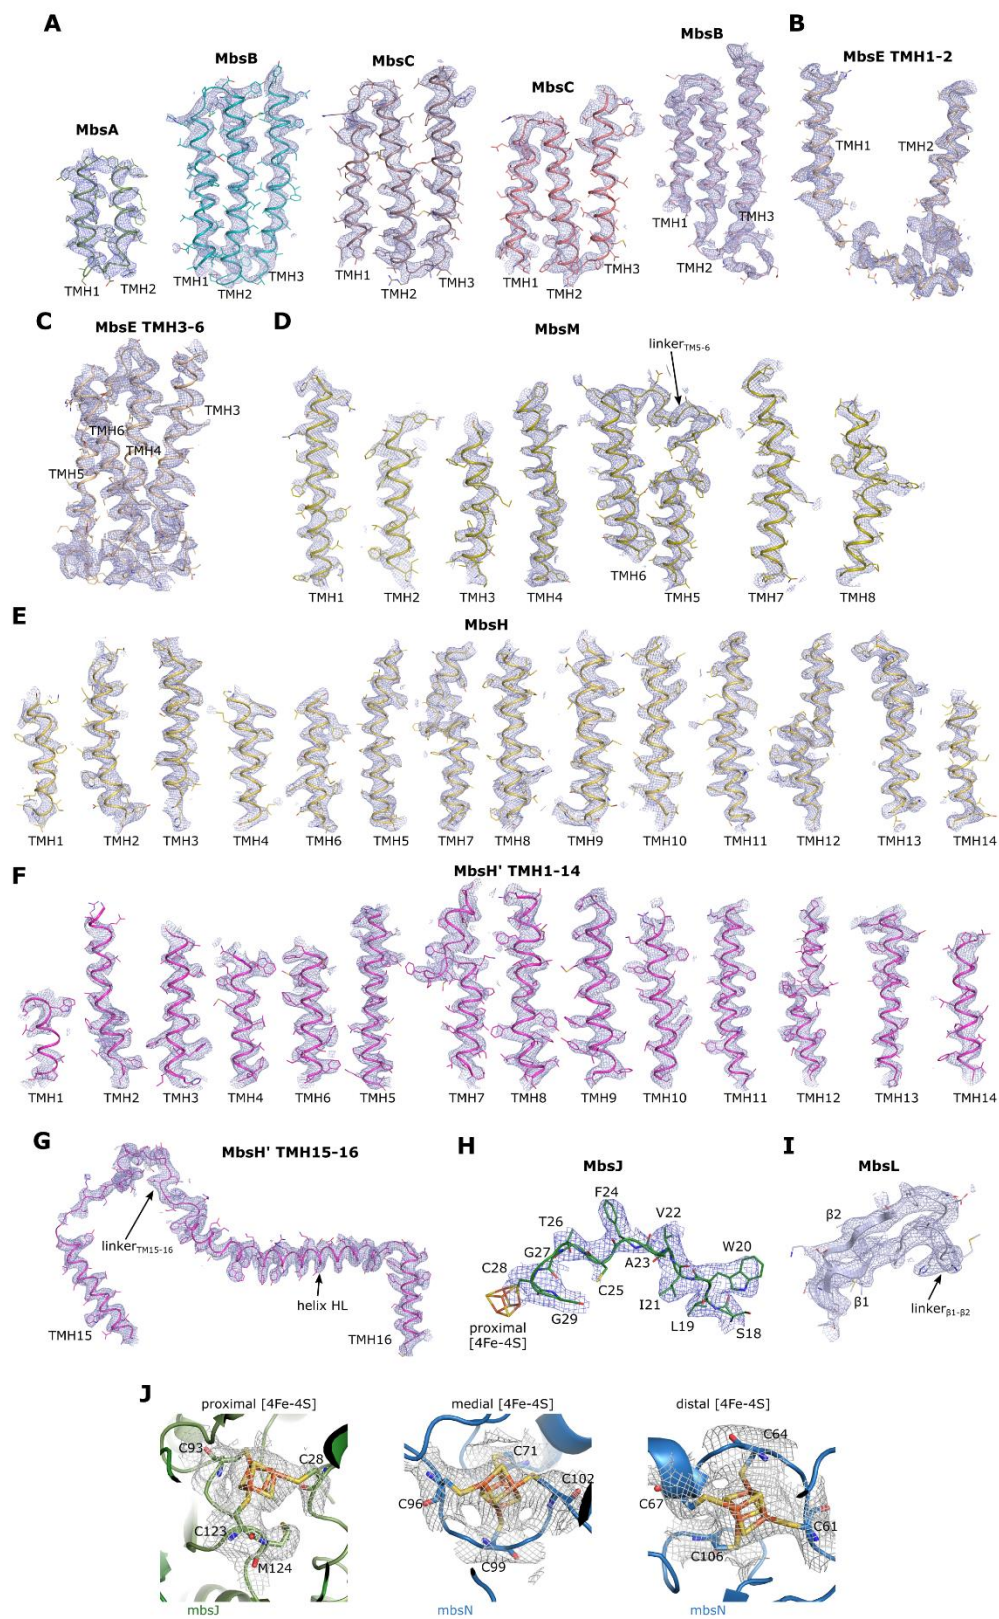 A
MbsA
TMH1 TMH2
MbsB
TMH1
TMH2
TMH3
MbsC
TMH1
TMH2
TMH3
MbsC
TMH1
TMH2
TMH3
MbsB
TMH1
TMH2
TMH3
B
MbsE TMH1-2
TMH1
TMH2
C
MbsE TMH3-6
TMH3
TMH6
TMH4
TMH5
D
MbsM
linkerTM5-6
TMH1
TMH2
TMH3
TMH4
TMH6
TMH5
TMH7
TMH8
E
MbsH
TMH1 TMH2 TMH3 TMH4 TMH6 TMH5 TMH7 TMH8 TMH9 TMH10 TMH11 TMH12 TMH13 TMH14
F
MbsH' TMH1-14
TMH1 TMH2 TMH3 TMH4 TMH6 TMH5 TMH7 TMH8 TMH9 TMH10 TMH11 TMH12 TMH13 TMH14
G
MbsH' TMH15-16
linkerTM15-16
helix HL
TMH15
TMH16
H
MbsJ
F24
V22
T26
W20
G27
A23
C28
C25
I21
G29
L19
S18
proximal
[4Fe-4S]
I
MbsL
β2
β1
linkerβ1-β2
J
proximal [4Fe-4S]
C93
C28
C123
M124
mbsJ
medial [4Fe-4S]
C71
C102
C96
C99
mbsN
distal [4Fe-4S]
C64
C67
C61
C106
mbsN